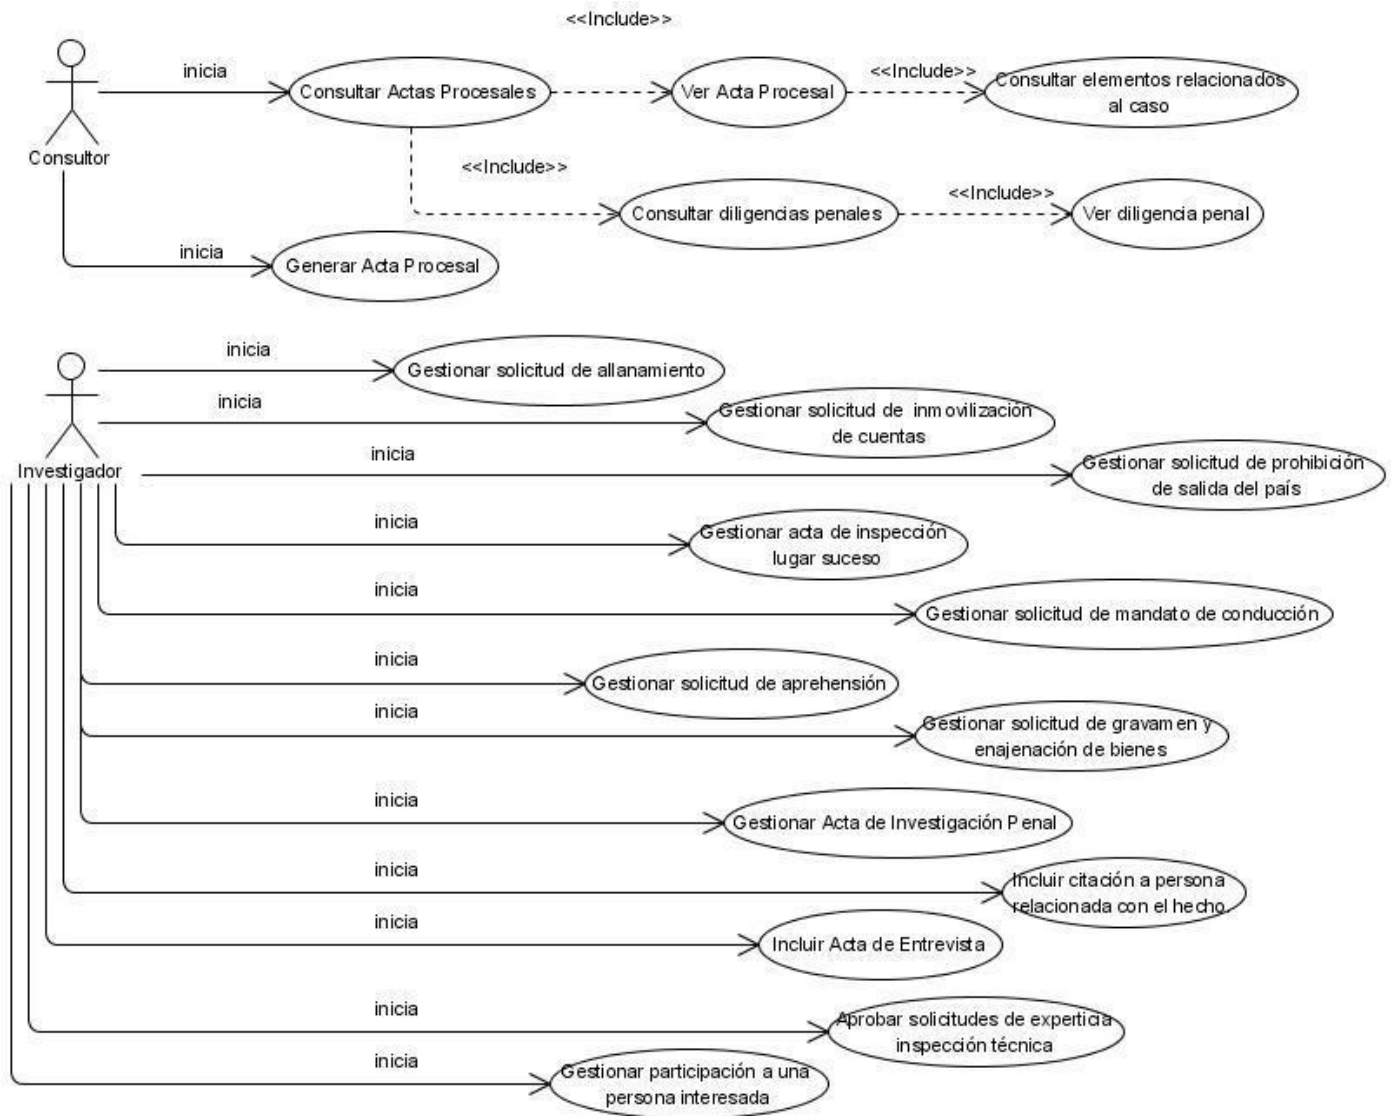 <<Include>>
inicia
<<Include>>
Consultar Actas Procesales
Ver Acta Procesal
Consultar elementos relacionados
al caso
Consultor
<<Include>>
<<Include>>
Consultar diligencias penales
Ver diligencia penal
inicia
Generar Acta Procesal
inicia
Gestionar solicitud de allanamiento
inicia
Gestionar solicitud de inmovilización
de cuentas
Investigador
inicia
Gestionar solicitud de prohibición
de salida del país
inicia
Gestionar acta de inspección
lugar suceso
inicia
Gestionar solicitud de mandato de conducción
inicia
Gestionar solicitud de aprehensión
inicia
Gestionar solicitud de gravamen y
enajenación de bienes
inicia
Gestionar Acta de Investigación Penal
inicia
Incluir citación a persona
relacionada con el hecho.
inicia
Incluir Acta de Entrevista
inicia
Aprobar solicitudes de experticia
inspección técnica
inicia
Gestionar participación a una
persona interesada